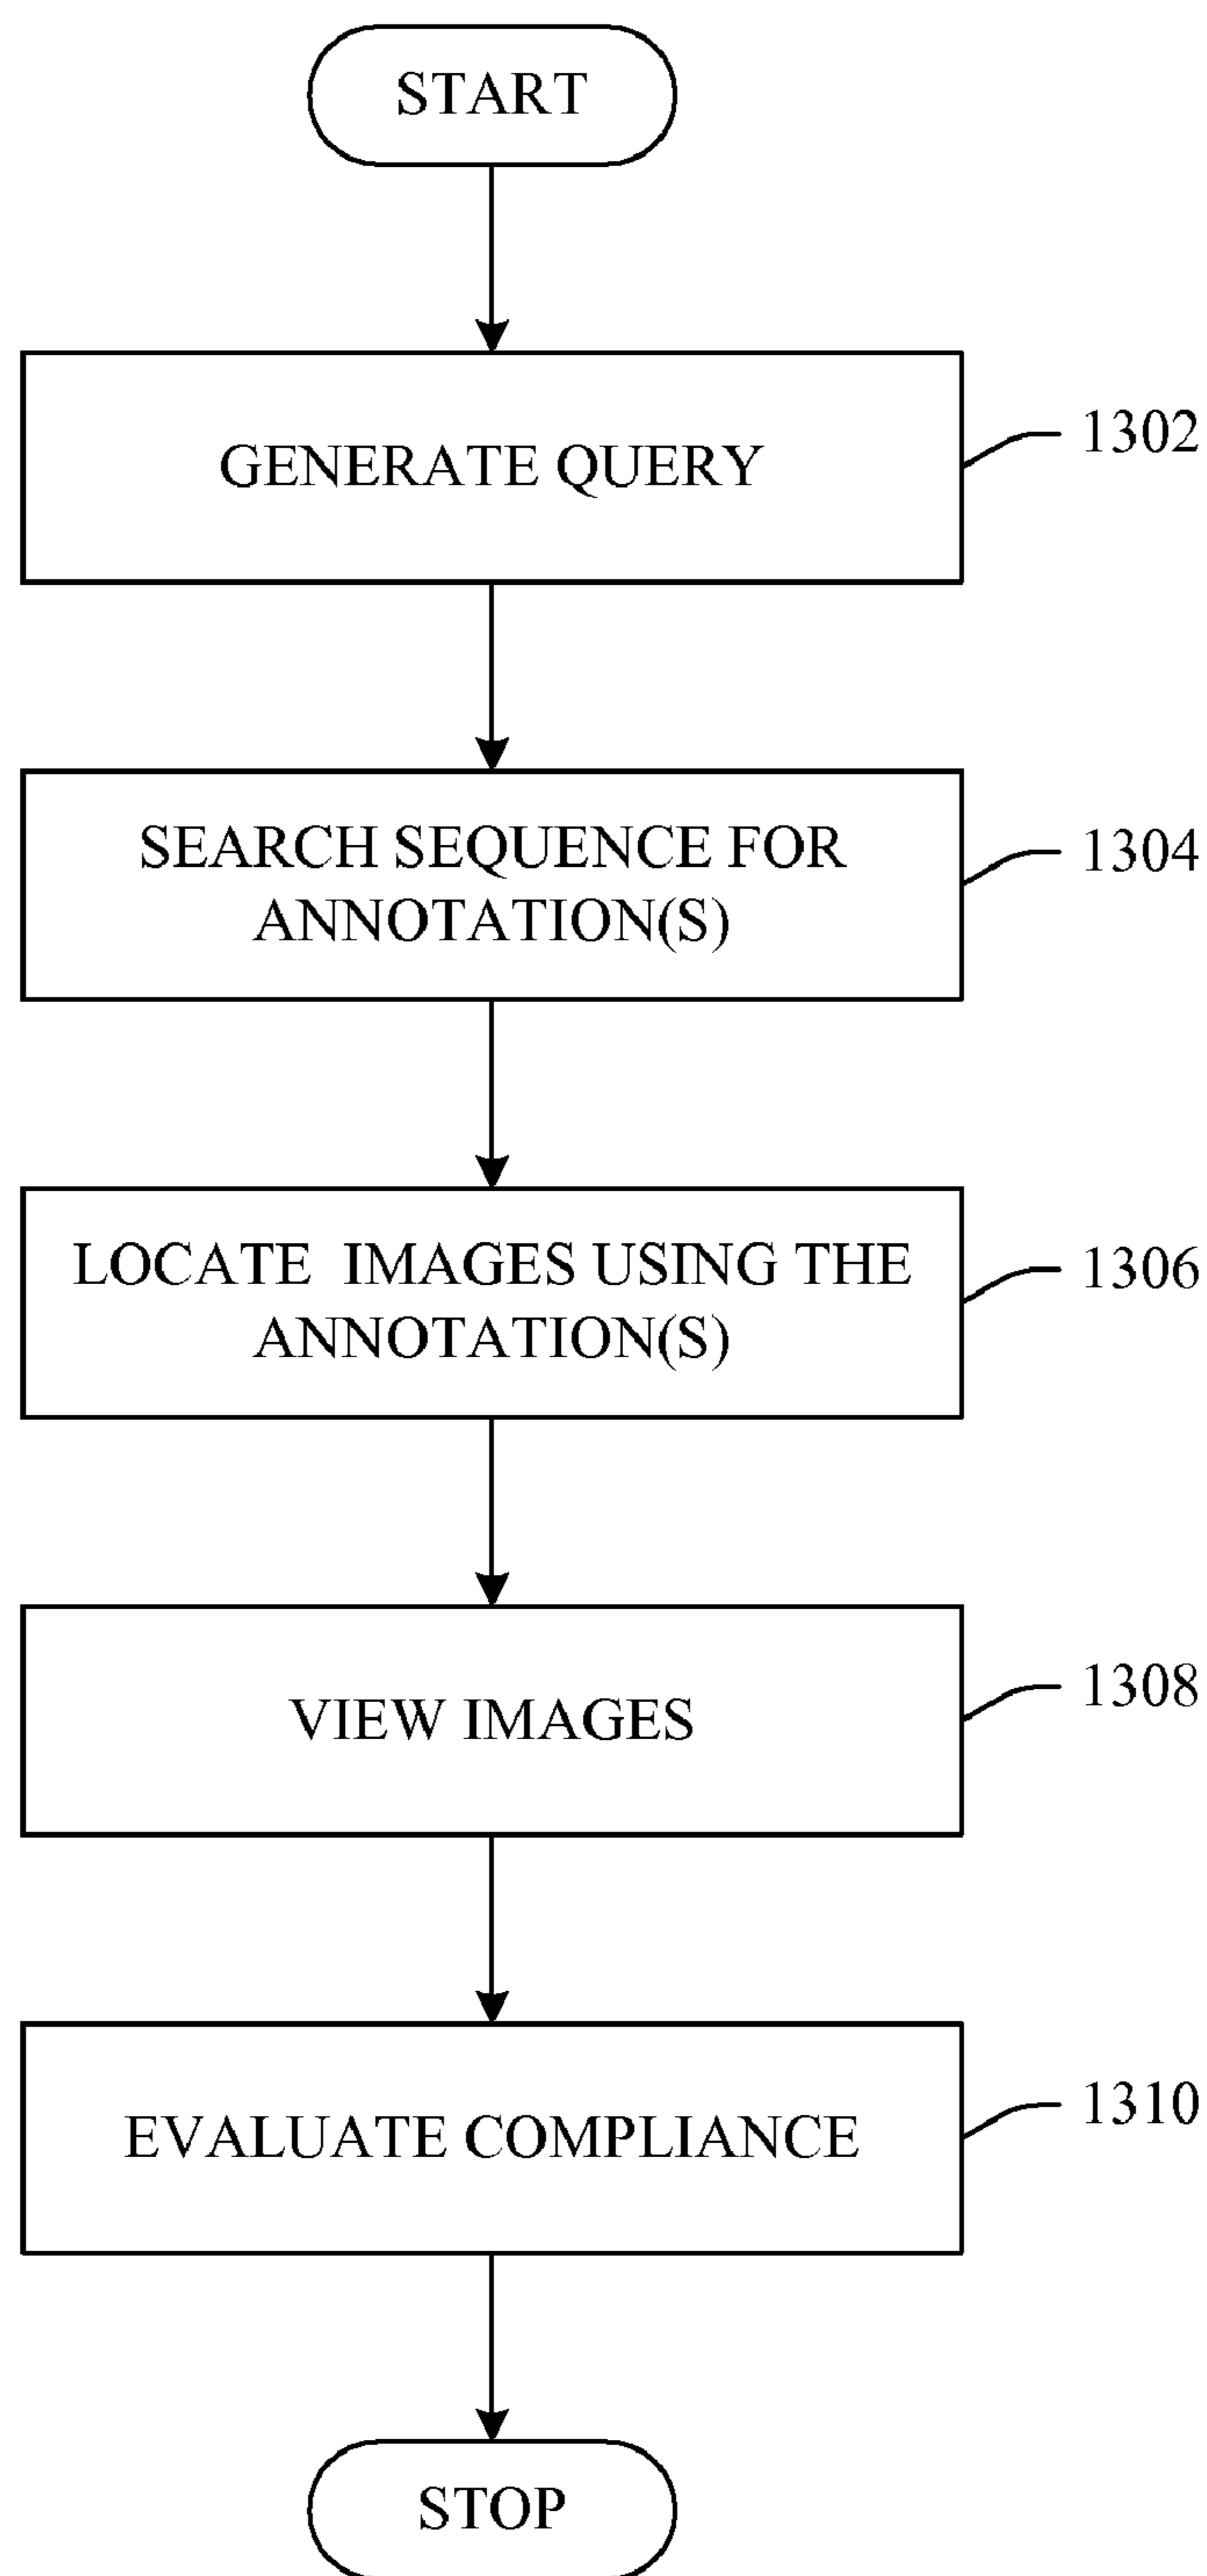 START
GENERATE QUERY
1302
SEARCH SEQUENCE FOR
ANNOTATION(S)
1304
LOCATE IMAGES USING THE
ANNOTATION(S)
1306
VIEW IMAGES
1308
EVALUATE COMPLIANCE
1310
STOP